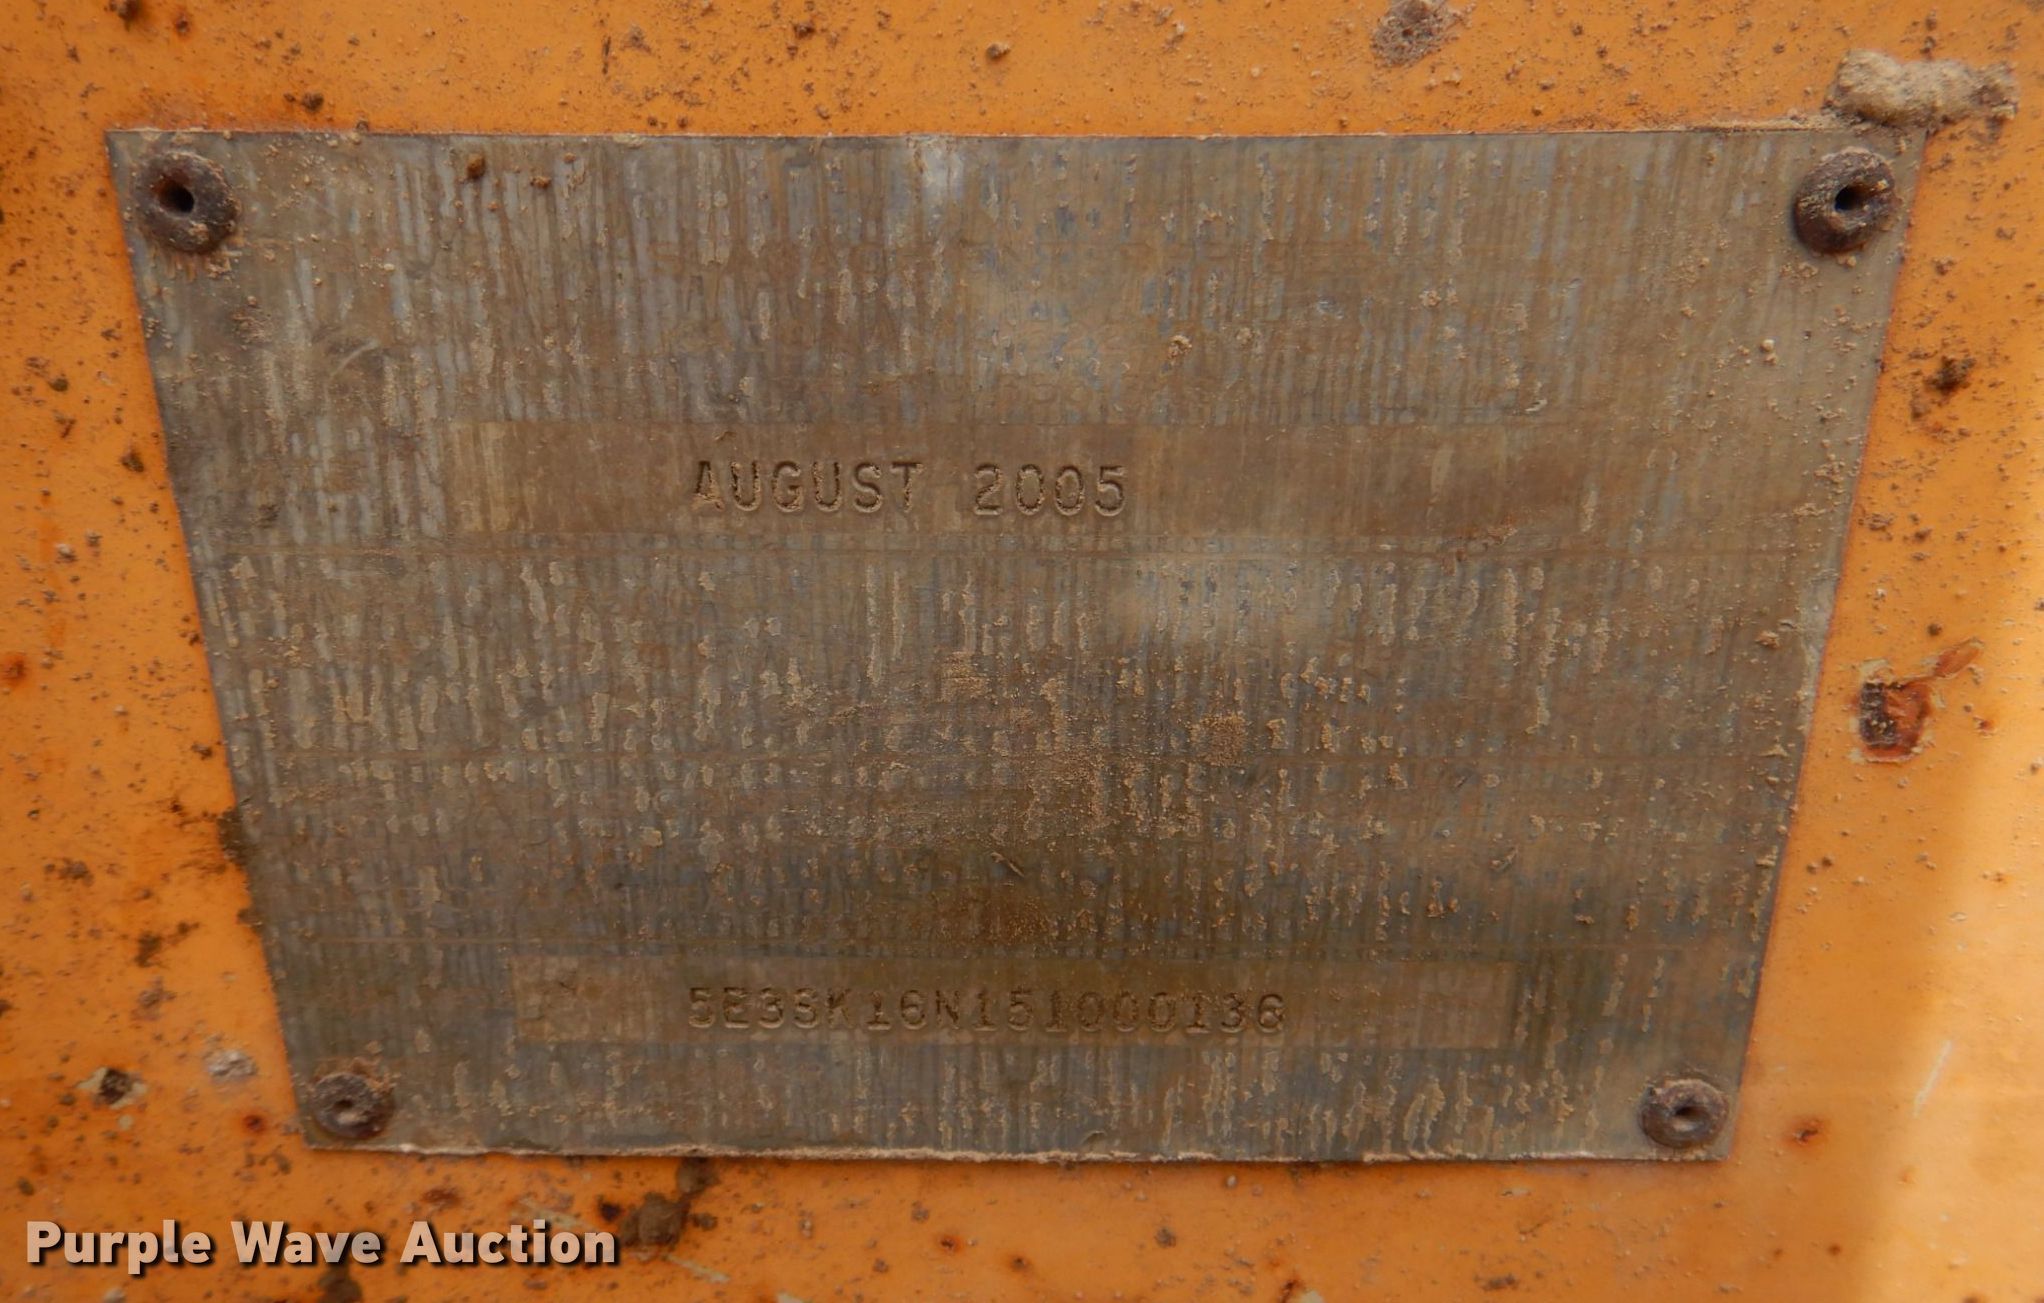 AUGUST 2005
5E3SK16N151000136
Purple Wave Auction